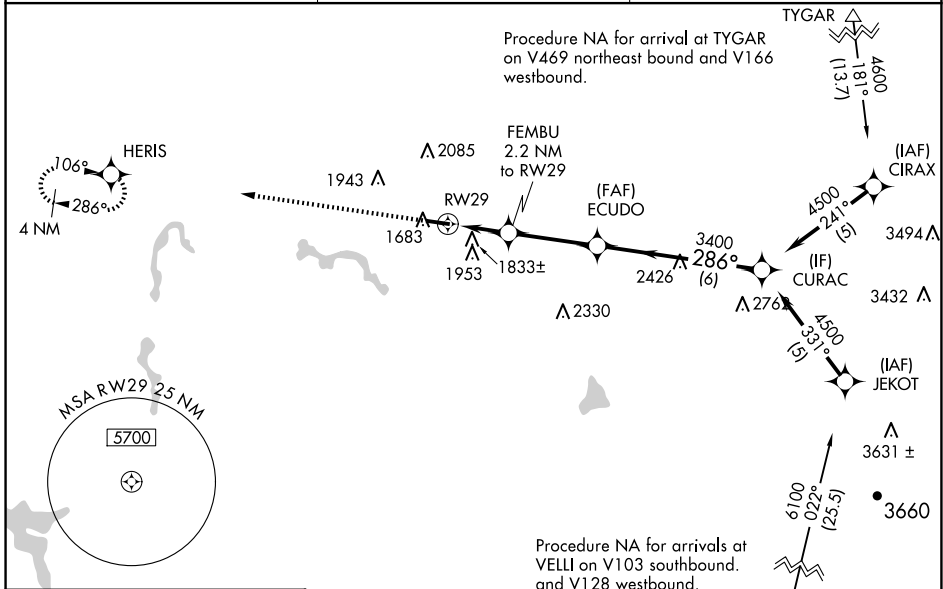 TYGAR
Procedure NA for arrival at TYGAR
on V469 northeast bound and V166
westbound.
4600
181°
(13.7)
HERIS
106°
286°
4 NM
2085
1943
FEMBU
2.2 NM
to RW29
RW29
(FAF)
ECUDO
(IAF)
CIRAX
4500
241°
(5)
3494
1683
1953
1833±
3400
286°
(6)
2426
(IF)
CURAC
2330
2762
3432
4500
331°
(5)
(IAF)
JEKOT
MSA RW29 25 NM
5700
3631 ±
3660
6100
022°
(25.5)
Procedure NA for arrivals at
VELLI on V103 southbound.
and V128 westbound.